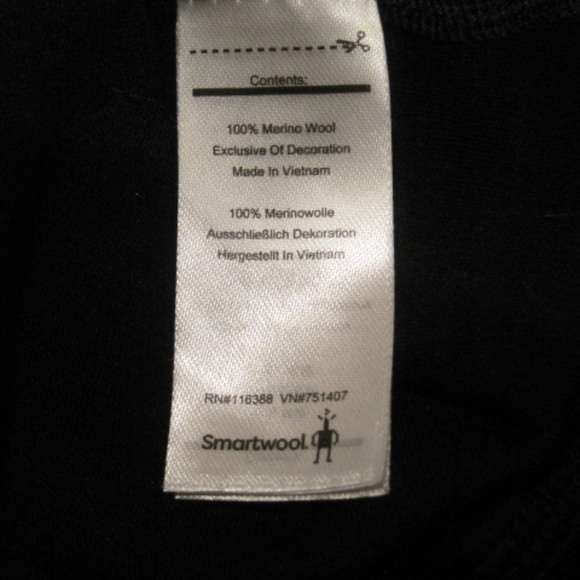 Contents:
100% Merino Wool
Exclusive Of Decoration
Made In Vietnam
100% Merinowolle
Ausschließlich Dekoration
Hergestellt In Vietnam
RN#116388 VN#751407
Smartwool.